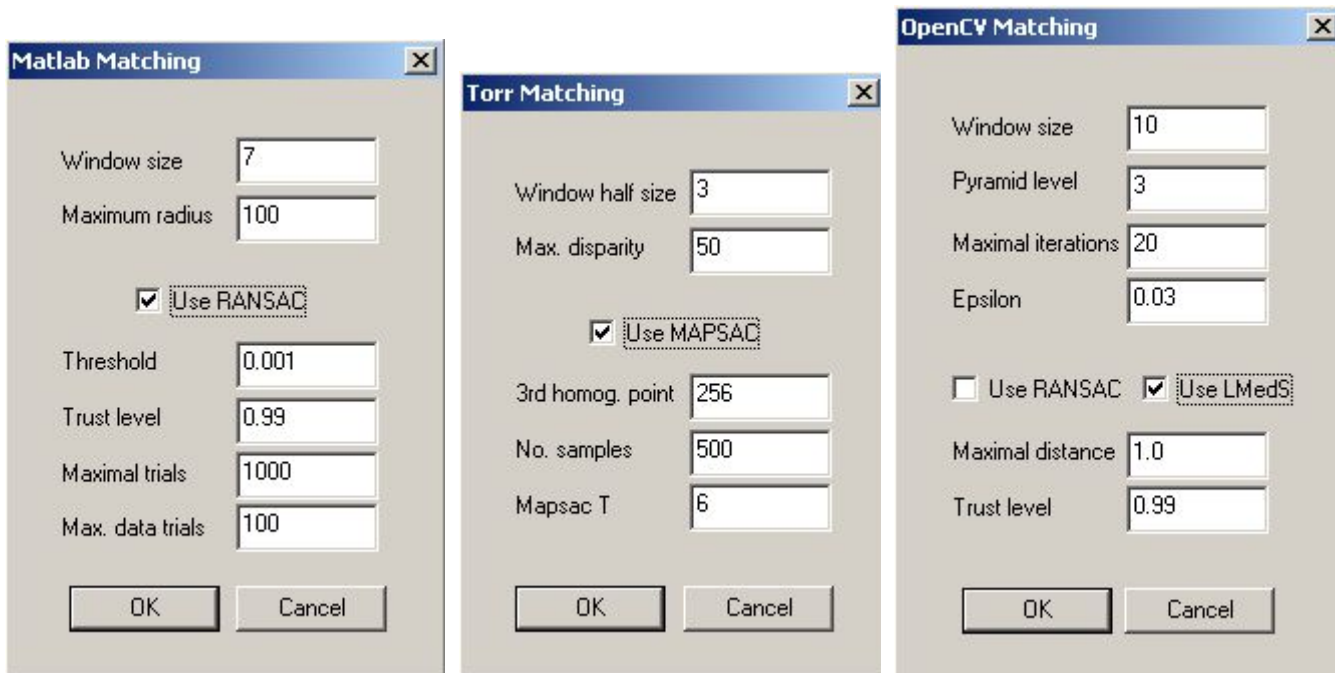 Matlab Matching
Window size 7
Maximum radius 100
Use RANSAC
Threshold 0.001
Trust level 0.99
Maximal trials 1000
Max. data trials 100
OK Cancel
Torr Matching
Window half size 3
Max. disparity 50
Use MAPSAC
3rd homog. point 256
No. samples 500
Mapsac T 6
OK Cancel
OpenCV Matching
Window size 10
Pyramid level 3
Maximal iterations 20
Epsilon 0.03
Use RANSAC Use LMedS
Maximal distance 1.0
Trust level 0.99
OK Cancel